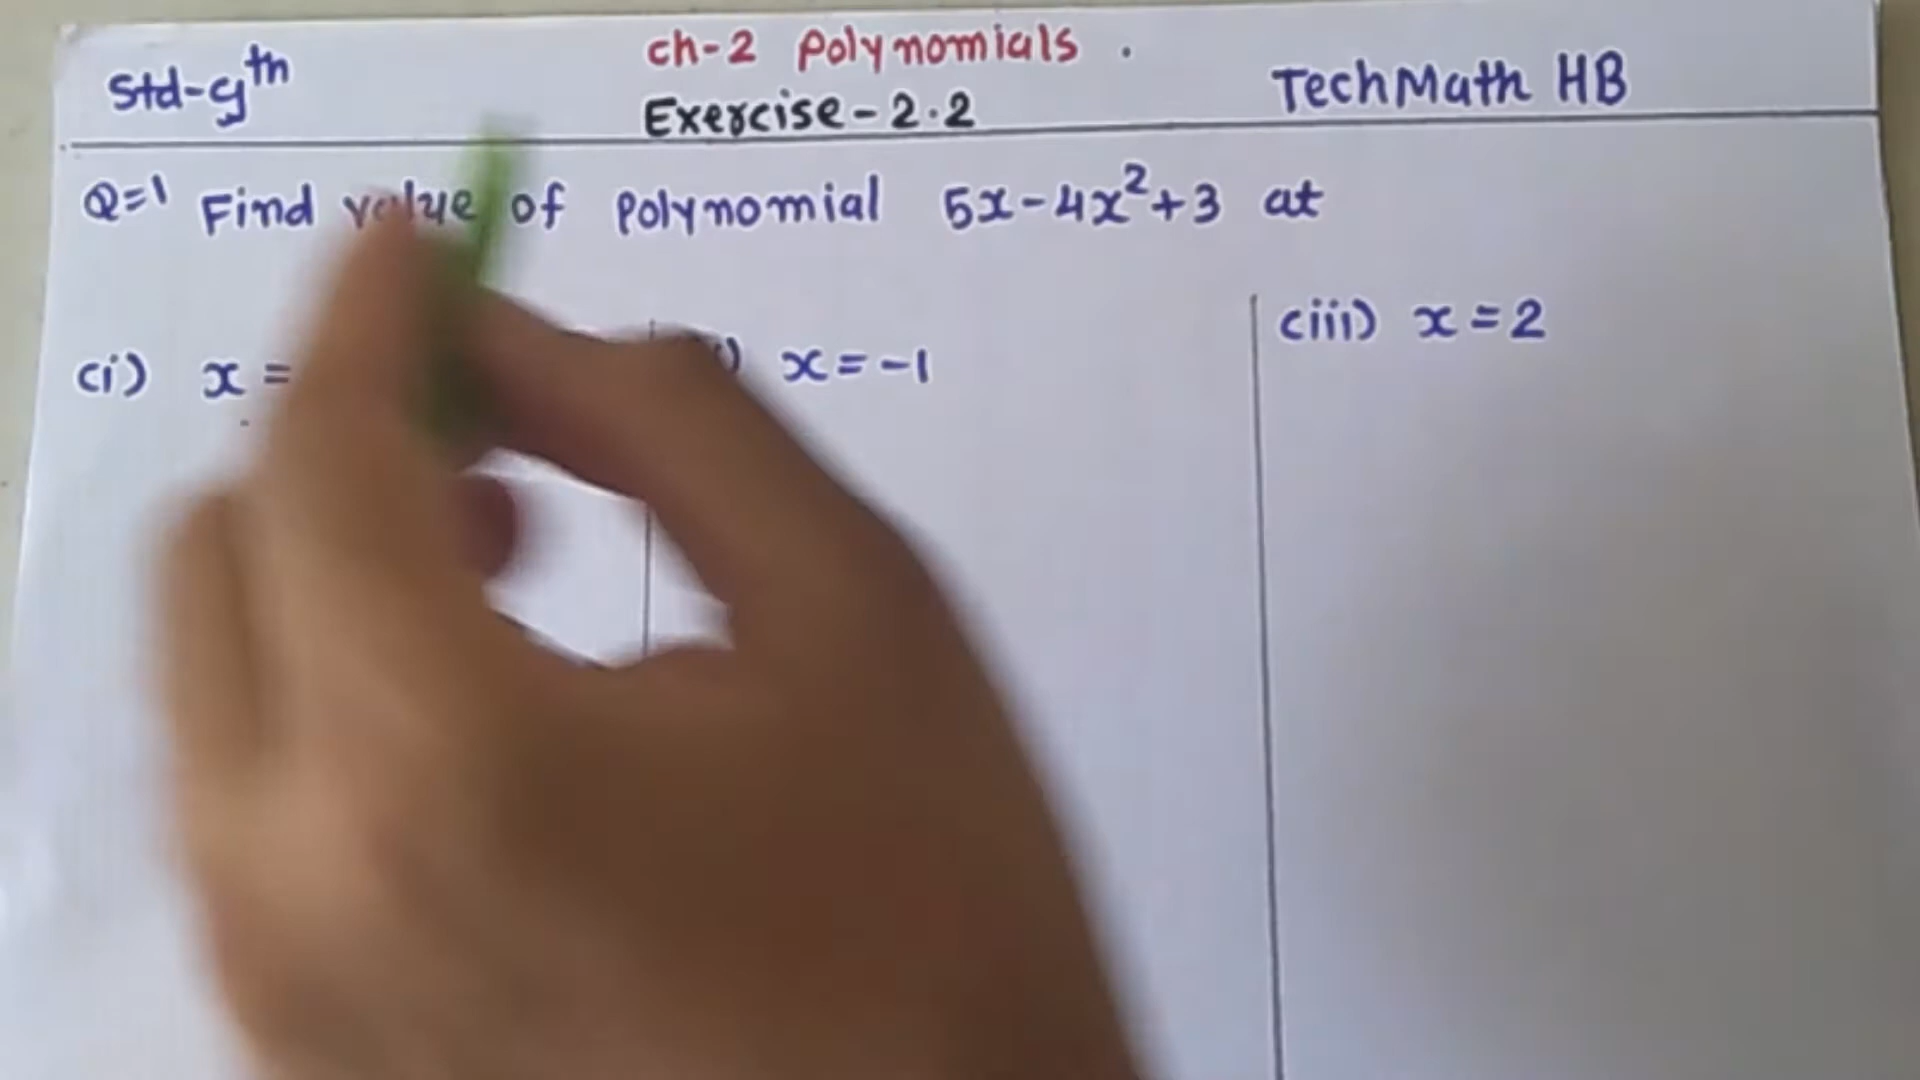 Std-9th
ch-2 Polynomials .
Exercise-2.2
TechMath HB
Q=1 Find value of Polynomial 5x-4x²+3 at
(i) x =
x = -1
(iii) x = 2